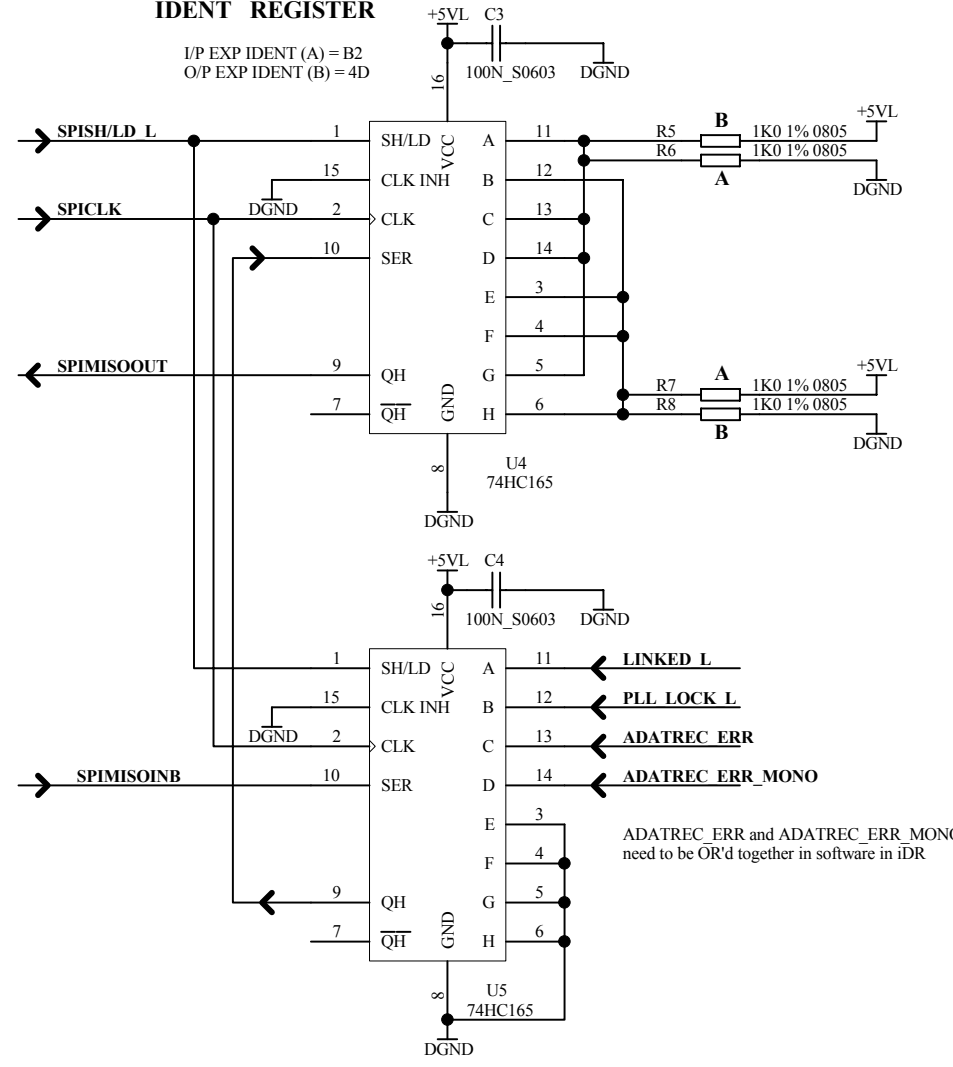 IDENT REGISTER
I/P EXP IDENT (A) = B2
O/P EXP IDENT (B) = 4D
+5VL C3
100N_S0603 DGND
16
SPISH/LD_L 1 SH/LD VCC A 11 R5 B 1K0 1% 0805 +5VL
R6 A 1K0 1% 0805 DGND
15 CLK INH B 12
DGND
SPICLK 2 CLK C 13
10 SER D 14
E 3
F 4
SPIMISOOUT 9 QH G 5 R7 A 1K0 1% 0805 +5VL
7 QH GND H 6 R8 B 1K0 1% 0805 DGND
8
U4
74HC165
DGND
+5VL C4
100N_S0603 DGND
16
1 SH/LD VCC A 11 LINKED_L
15 CLK INH B 12 PLL_LOCK_L
DGND
2 CLK C 13 ADATREC_ERR
SPIMISOINB 10 SER D 14 ADATREC_ERR_MONO
E 3
ADATREC_ERR and ADATREC_ERR_MONO
need to be OR'd together in software in iDR
F 4
9 QH G 5
7 QH GND H 6
8
U5
74HC165
DGND